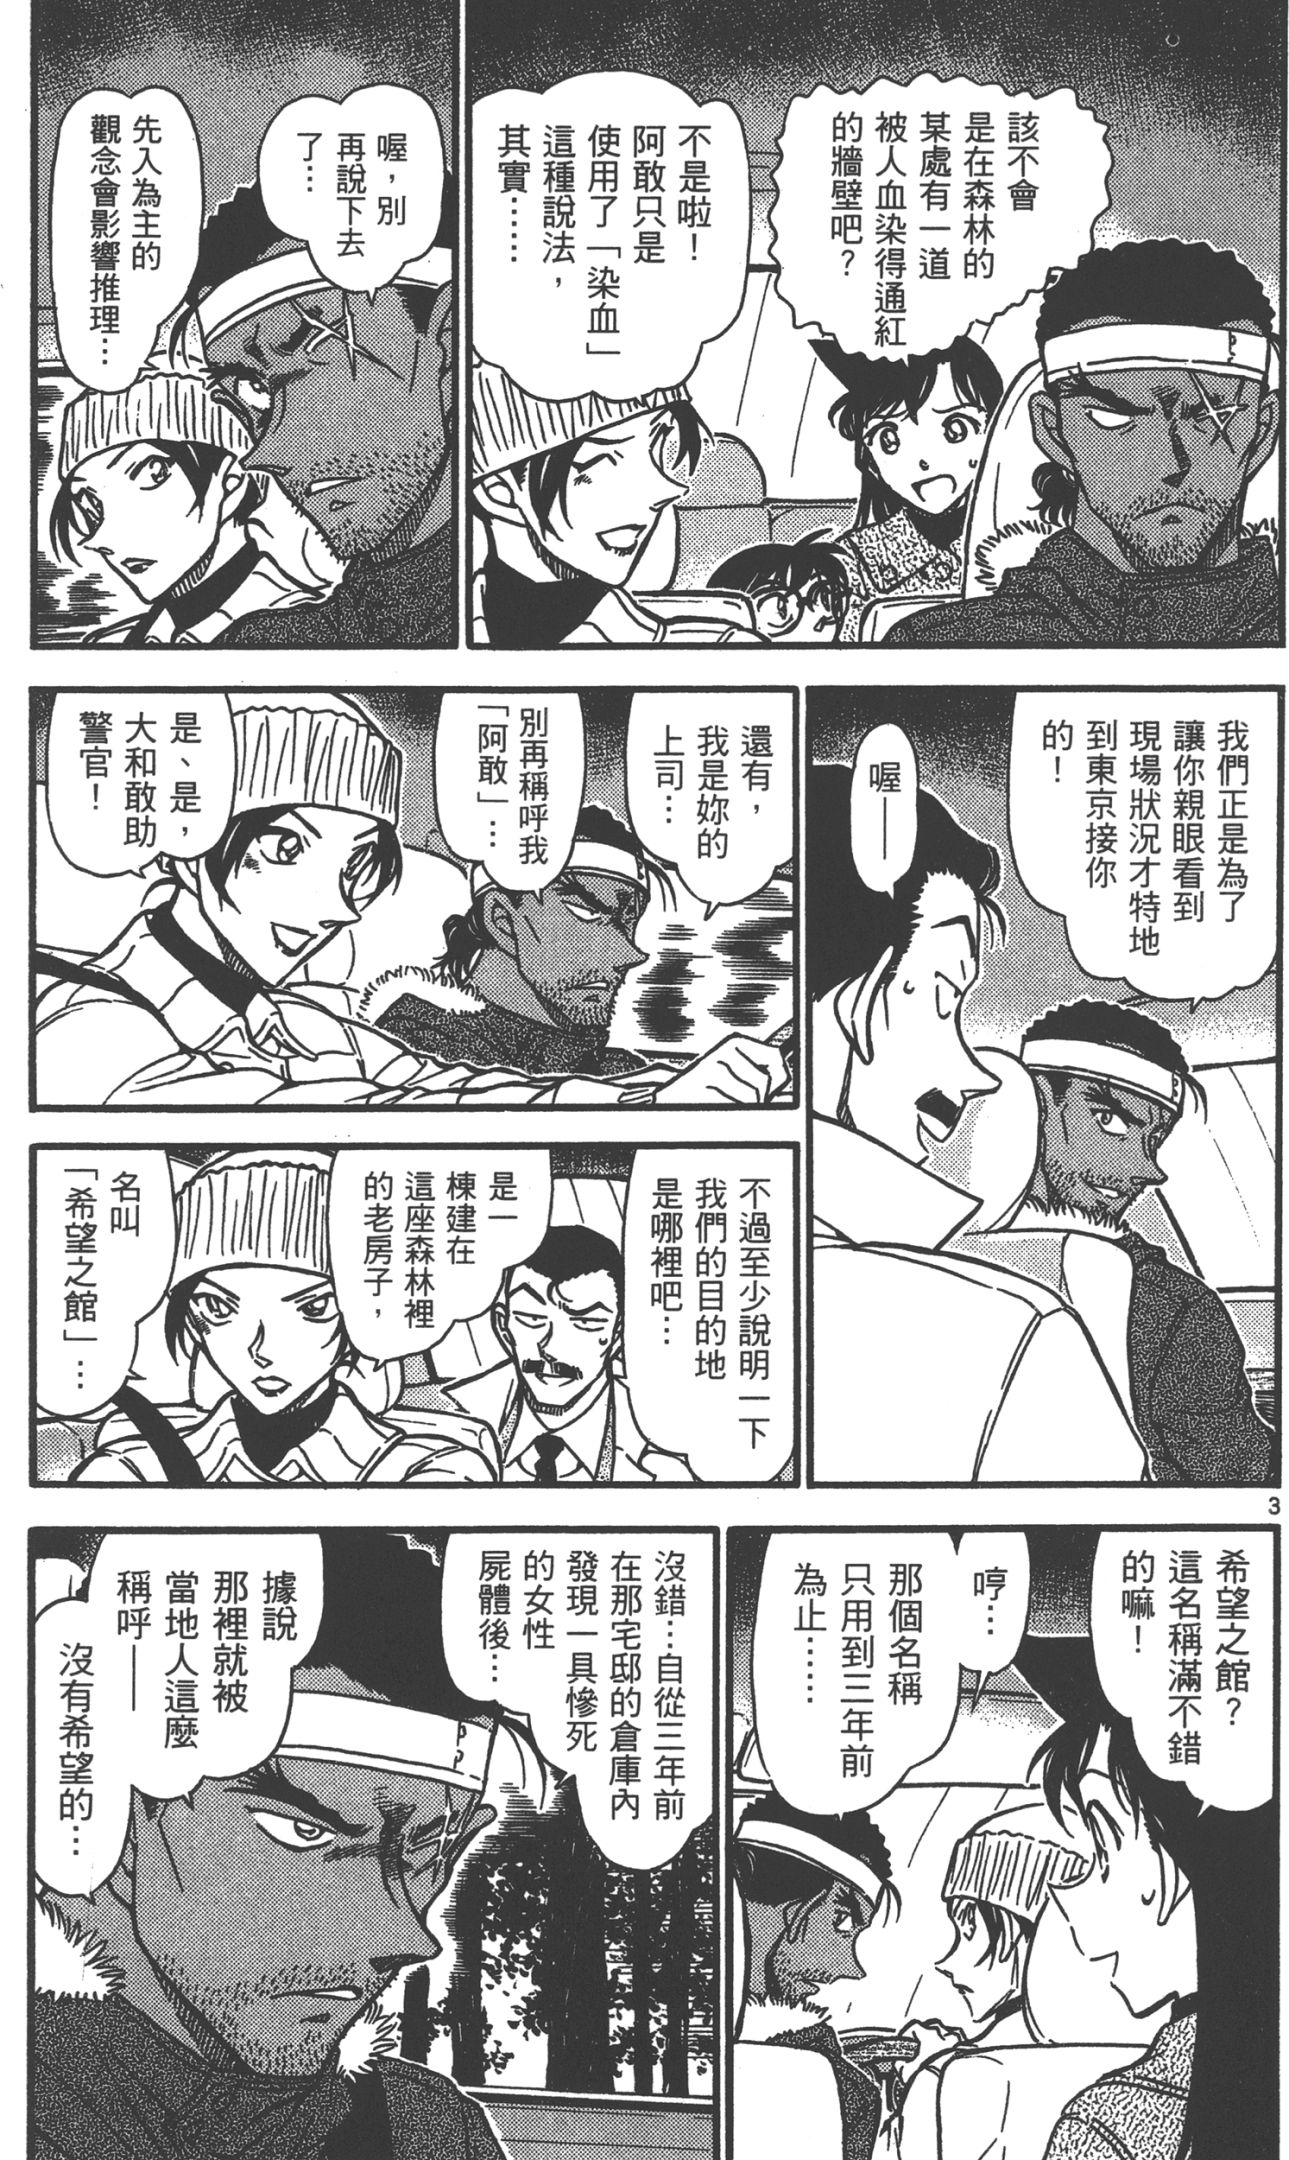 該不會
是在森林的
某處有一道
被人血染得通紅
的牆壁吧？
不是啦！
阿敢只是
使用了「染血」
這種說法，
其實……
喔，別
再說下去
了…
先入為主的
觀念會影響推理…
我們正是為了
讓你親眼看到
現場狀況才特地
到東京接你
的！
喔——
還有，
我是妳的
上司…
別再稱呼我
「阿敢」…
是、是，
大和敢助
警官！
不過至少說明一下
我們的目的地
是哪裡吧…
是一
棟建在
這座森林裡
的老房子，
名叫
「希望之館」…
3
希望之館？
這名稱滿不錯
的嘛！
哼…
那個名稱
只用到三年前
為止……
沒錯…自從三年前
在那宅邸的倉庫內
發現一具慘死
的女性
屍體後…
據說
那裡就被
當地人這麼
稱呼——
沒有希望的…